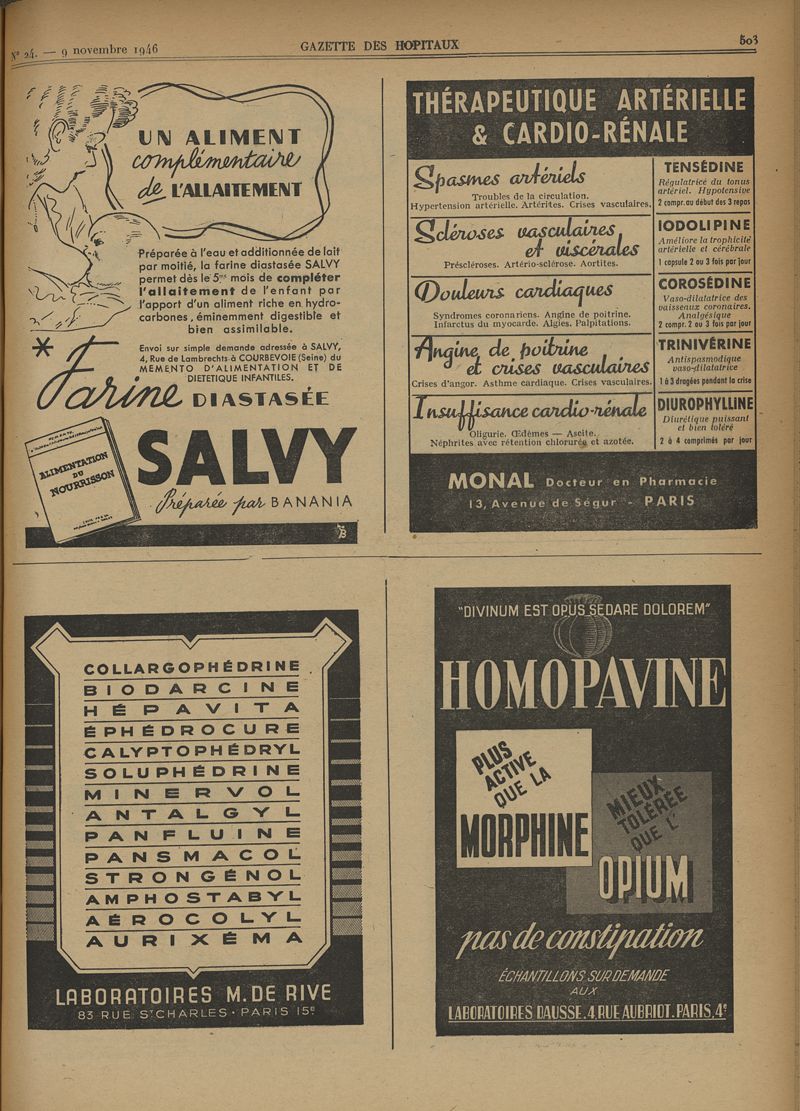 Nº 24. — 9 novembre 1946
GAZETTE DES HOPITAUX
503
UN ALIMENT
complémentaire
de L'ALLAITEMENT
Préparée à l'eau et additionnée de lait
par moitié, la farine diastasée SALVY
permet dès le 5me mois de compléter
l'allaitement de l'enfant par
l'apport d'un aliment riche en hydro-
carbones, éminemment digestible et
bien assimilable.
Envoi sur simple demande adressée à SALVY,
4, Rue de Lambrechts à COURBEVOIE (Seine) du
MEMENTO D'ALIMENTATION ET DE
DIETETIQUE INFANTILES.
* Farine DIASTASÉE
SALVY
Préparée par BANANIA
ALIMENTATION
DU
NOURRISSON
THÉRAPEUTIQUE ARTÉRIELLE
& CARDIO-RÉNALE
Spasmes artériels
Troubles de la circulation.
Hypertension artérielle. Artérites. Crises vasculaires.
TENSÉDINE
Régulatrice du tonus
artériel. Hypotensive
2 compr. au début des 3 repas
Scléroses vasculaires
et viscérales
Préscléroses. Artério-sclérose. Aortites.
IODOLIPINE
Améliore la trophicité
artérielle et cérébrale
1 capsule 2 ou 3 fois par jour
Douleurs cardiaques
Syndromes coronariens. Angine de poitrine.
Infarctus du myocarde. Algies. Palpitations.
COROSÉDINE
Vaso-dilatatrice des
vaisseaux coronaires.
Analgésique
2 compr. 2 ou 3 fois par jour
Angine de poitrine
et crises vasculaires
Crises d'angor. Asthme cardiaque. Crises vasculaires.
TRINIVÉRINE
Antispasmodique
vaso-dilatatrice
1 à 3 dragées pendant la crise
Insuffisance cardio-rénale
Oligurie. Œdèmes — Ascite.
Néphrites avec rétention chlorurée et azotée.
DIUROPHYLLINE
Diurétique puissant
et bien toléré
2 à 4 comprimés par jour
MONAL Docteur en Pharmacie
13, Avenue de Ségur - PARIS
COLLARGOPHÉDRINE
BIODARCINE
HÉPAVITA
ÉPHÉDROCURE
CALYPTOPHÉDRYL
SOLUPHÉDRINE
MINERVOL
ANTALGYL
PANFLUINE
PANSMACOL
STRONGÉNOL
AMPHOSTABYL
AÉROCOLYL
AURIXÉMA
LABORATOIRES M. DE RIVE
83 RUE ST CHARLES · PARIS 15e
"DIVINUM EST OPUS SEDARE DOLOREM"
HOMOPAVINE
PLUS
ACTIVE
QUE LA
MORPHINE
MIEUX
TOLÉRÉE
QUE L'
OPIUM
pas de constipation
ÉCHANTILLONS SUR DEMANDE
AUX
LABORATOIRES DAUSSE. 4, RUE AUBRIOT. PARIS, 4e